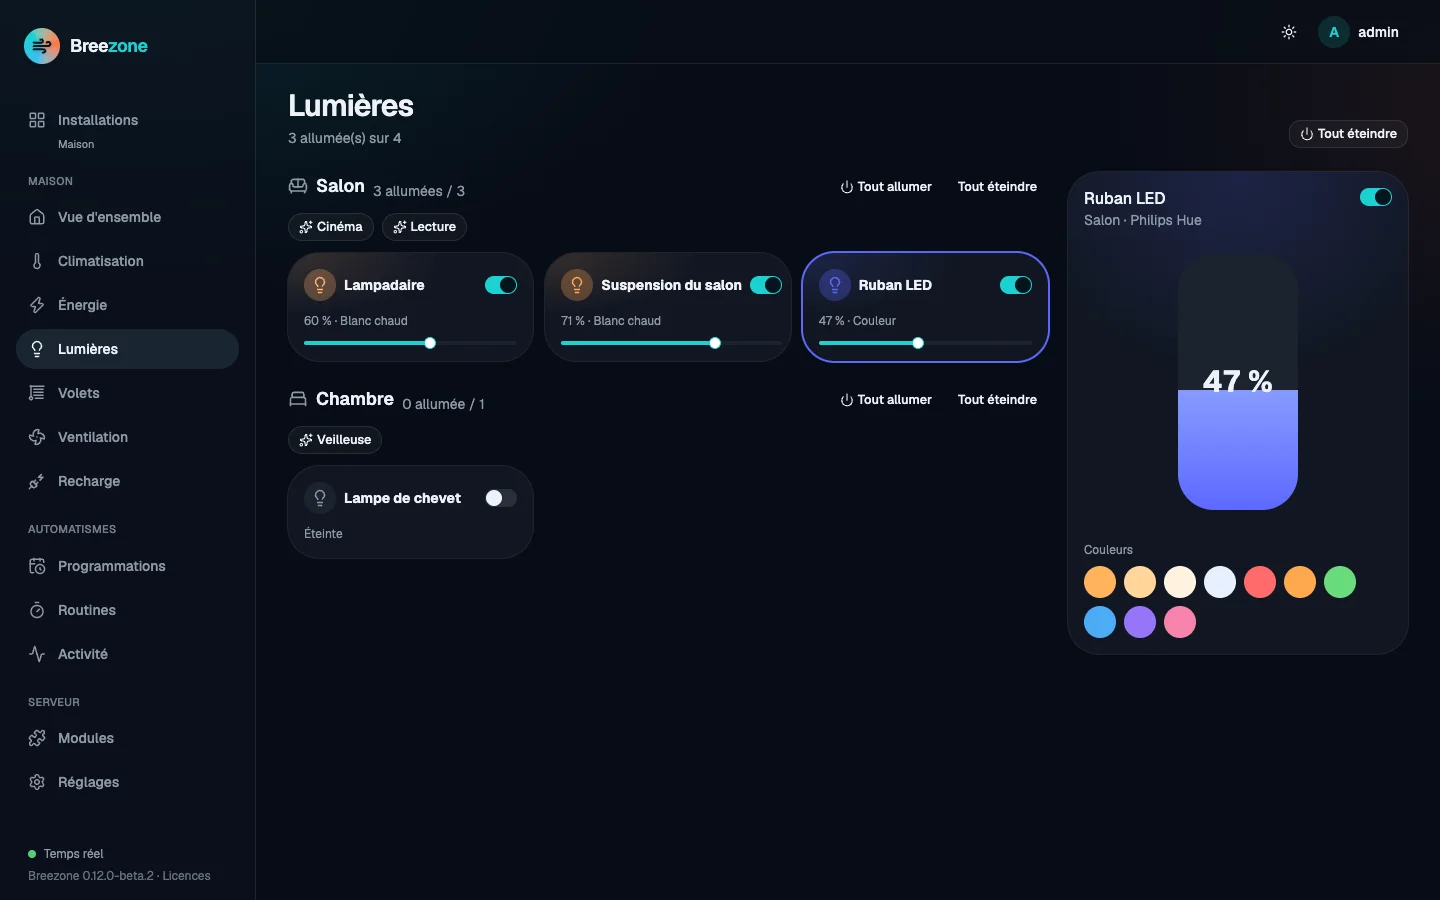 Breezone
Installations
Maison
MAISON
Vue d'ensemble
Climatisation
Énergie
Lumières
Volets
Ventilation
Recharge
AUTOMATISMES
Programmations
Routines
Activité
SERVEUR
Modules
Réglages
Temps réel
Breezone 0.12.0-beta.2 · Licences
A admin
Lumières
3 allumée(s) sur 4
Tout éteindre
Salon 3 allumées / 3
Tout allumer Tout éteindre
Cinéma Lecture
Lampadaire
60 % · Blanc chaud
Suspension du salon
71 % · Blanc chaud
Ruban LED
47 % · Couleur
Chambre 0 allumée / 1
Tout allumer Tout éteindre
Veilleuse
Lampe de chevet
Éteinte
Ruban LED
Salon · Philips Hue
47 %
Couleurs